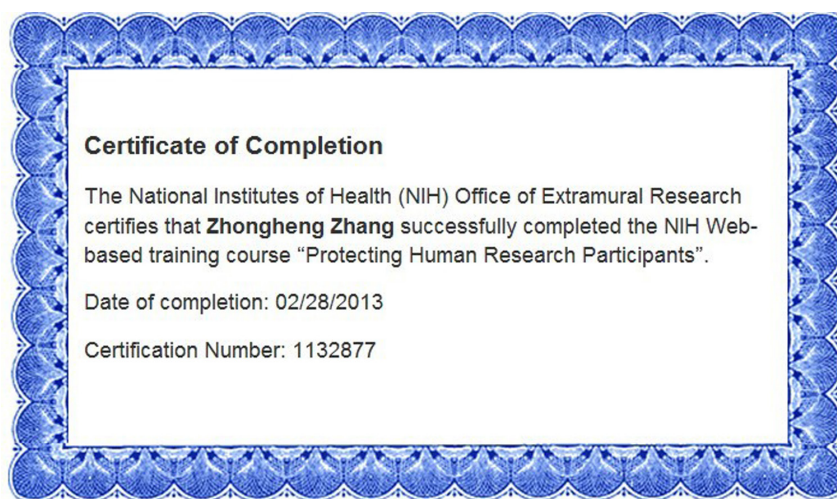 Certificate of Completion
The National Institutes of Health (NIH) Office of Extramural Research
certifies that Zhongheng Zhang successfully completed the NIH Web-
based training course “Protecting Human Research Participants”.
Date of completion: 02/28/2013
Certification Number: 1132877